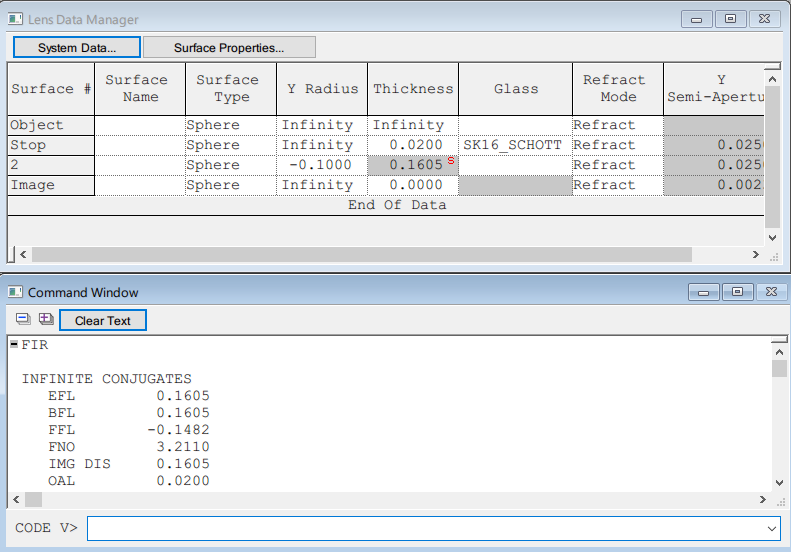 Lens Data Manager
System Data... Surface Properties...
Surface # Surface Name Surface Type Y Radius Thickness Glass Refract Mode Y Semi-Apertu
Object Sphere Infinity Infinity Refract
Stop Sphere Infinity 0.0200 SK16_SCHOTT Refract 0.025
2 Sphere -0.1000 0.1605 S Refract 0.025
Image Sphere Infinity 0.0000 Refract 0.002
End Of Data
Command Window
Clear Text
FIR
INFINITE CONJUGATES
EFL 0.1605
BFL 0.1605
FFL -0.1482
FNO 3.2110
IMG DIS 0.1605
OAL 0.0200
CODE V>